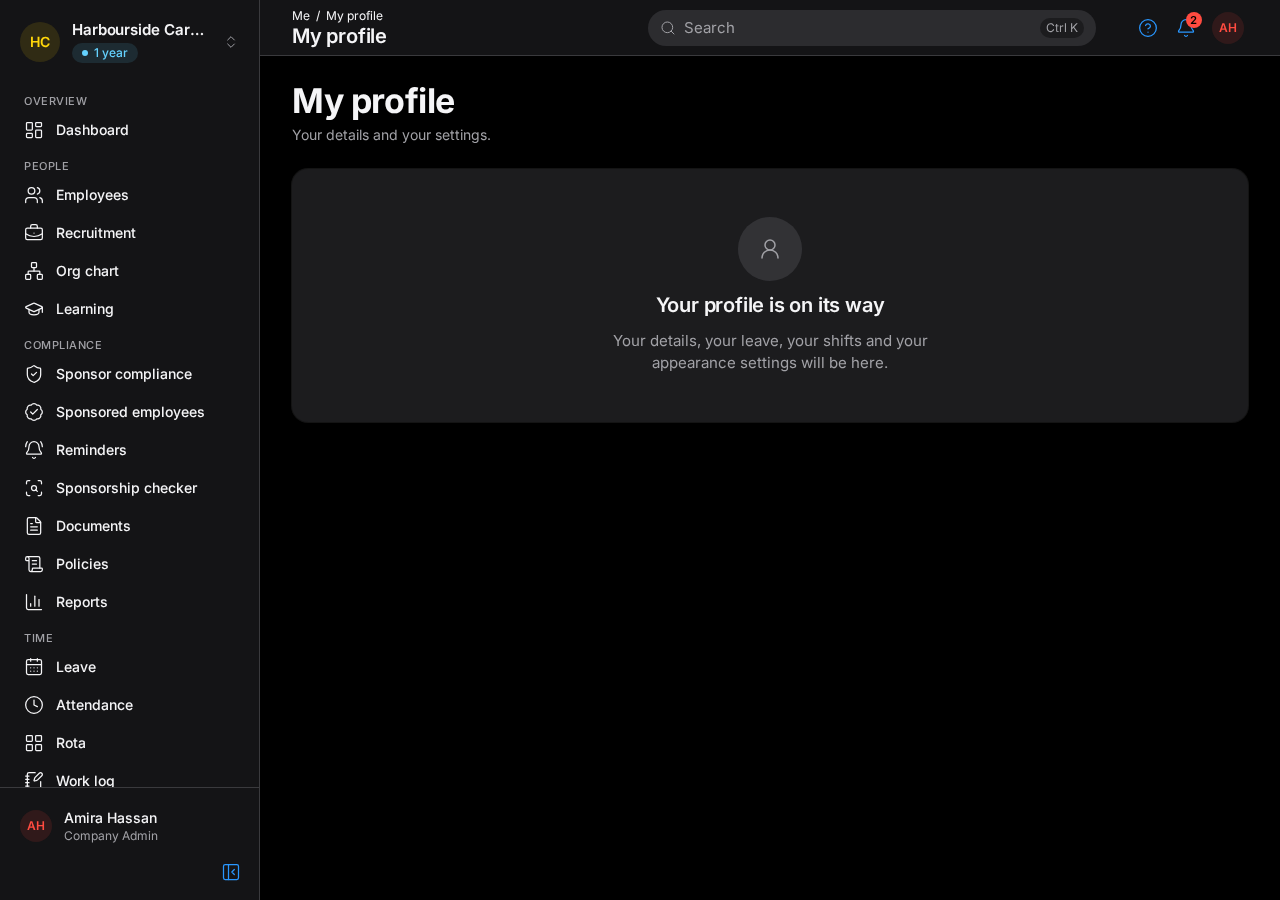 HC
Harbourside Car...
1 year
OVERVIEW
Dashboard
PEOPLE
Employees
Recruitment
Org chart
Learning
COMPLIANCE
Sponsor compliance
Sponsored employees
Reminders
Sponsorship checker
Documents
Policies
Reports
TIME
Leave
Attendance
Rota
Work log
AH
Amira Hassan
Company Admin
Me / My profile
My profile
Search
Ctrl K
2
AH
My profile
Your details and your settings.
Your profile is on its way
Your details, your leave, your shifts and your
appearance settings will be here.